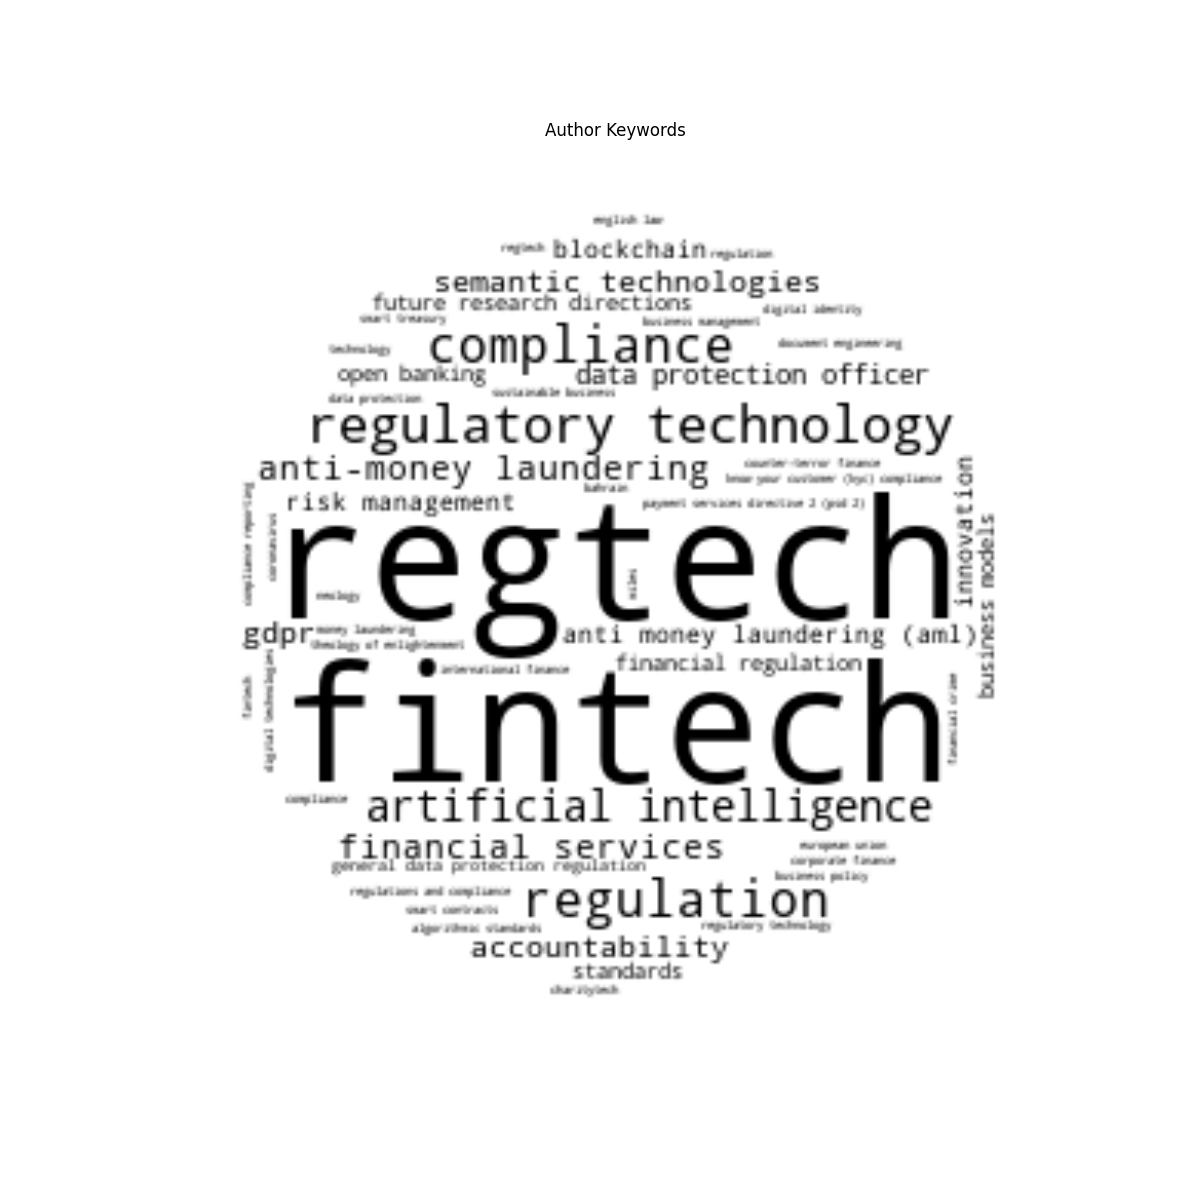 Author Keywords
english law
regtech blockchain regulation
semantic technologies
future research directions
digital identity
smart treasury
business management
compliance
document engineering
technology
open banking
data protection officer
sustainable business
data protection
regulatory technology
anti-money laundering
counter-terror finance
know your customer (kyc) compliance
bahrain
risk management
payment services directive 2 (psd 2)
innovation
business models
compliance reporting
coronavirus
regtech
neology
gdpr
money laundering
anti money laundering (aml)
theology of enlightenment
financial regulation
international finance
digital technologies
fintech
financial crime
compliance
artificial intelligence
financial services
european union
corporate finance
general data protection regulation
business policy
regulations and compliance
regulation
smart contracts
regulatory technology
algorithmic standards
accountability
standards
charitytech